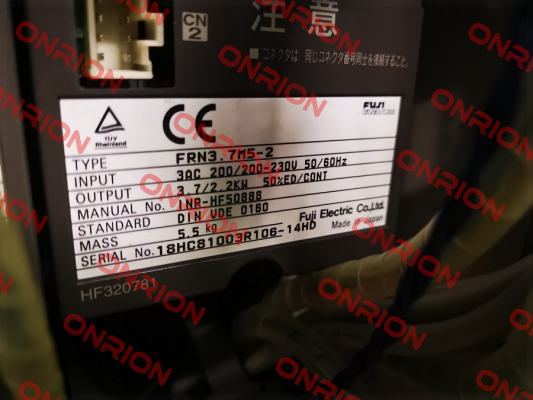 CN
2
注 意
コネクタは 同じコネクタ番号同士を接続すること。
CE
FUJI
ELECTRIC
TÜV
Rheinland
TYPE FRN3.7M5-2
INPUT 3AC 200/200-230V 50/60Hz
OUTPUT 3.7/2.2kW 50%ED/CONT
MANUAL No. INR-HF50888
STANDARD DIN VDE 0160
MASS 5.5 kg Fuji Electric Co.,Ltd.
SERIAL No. 18HC81003R106-14HD Made in Japan
HF320781
ONRION